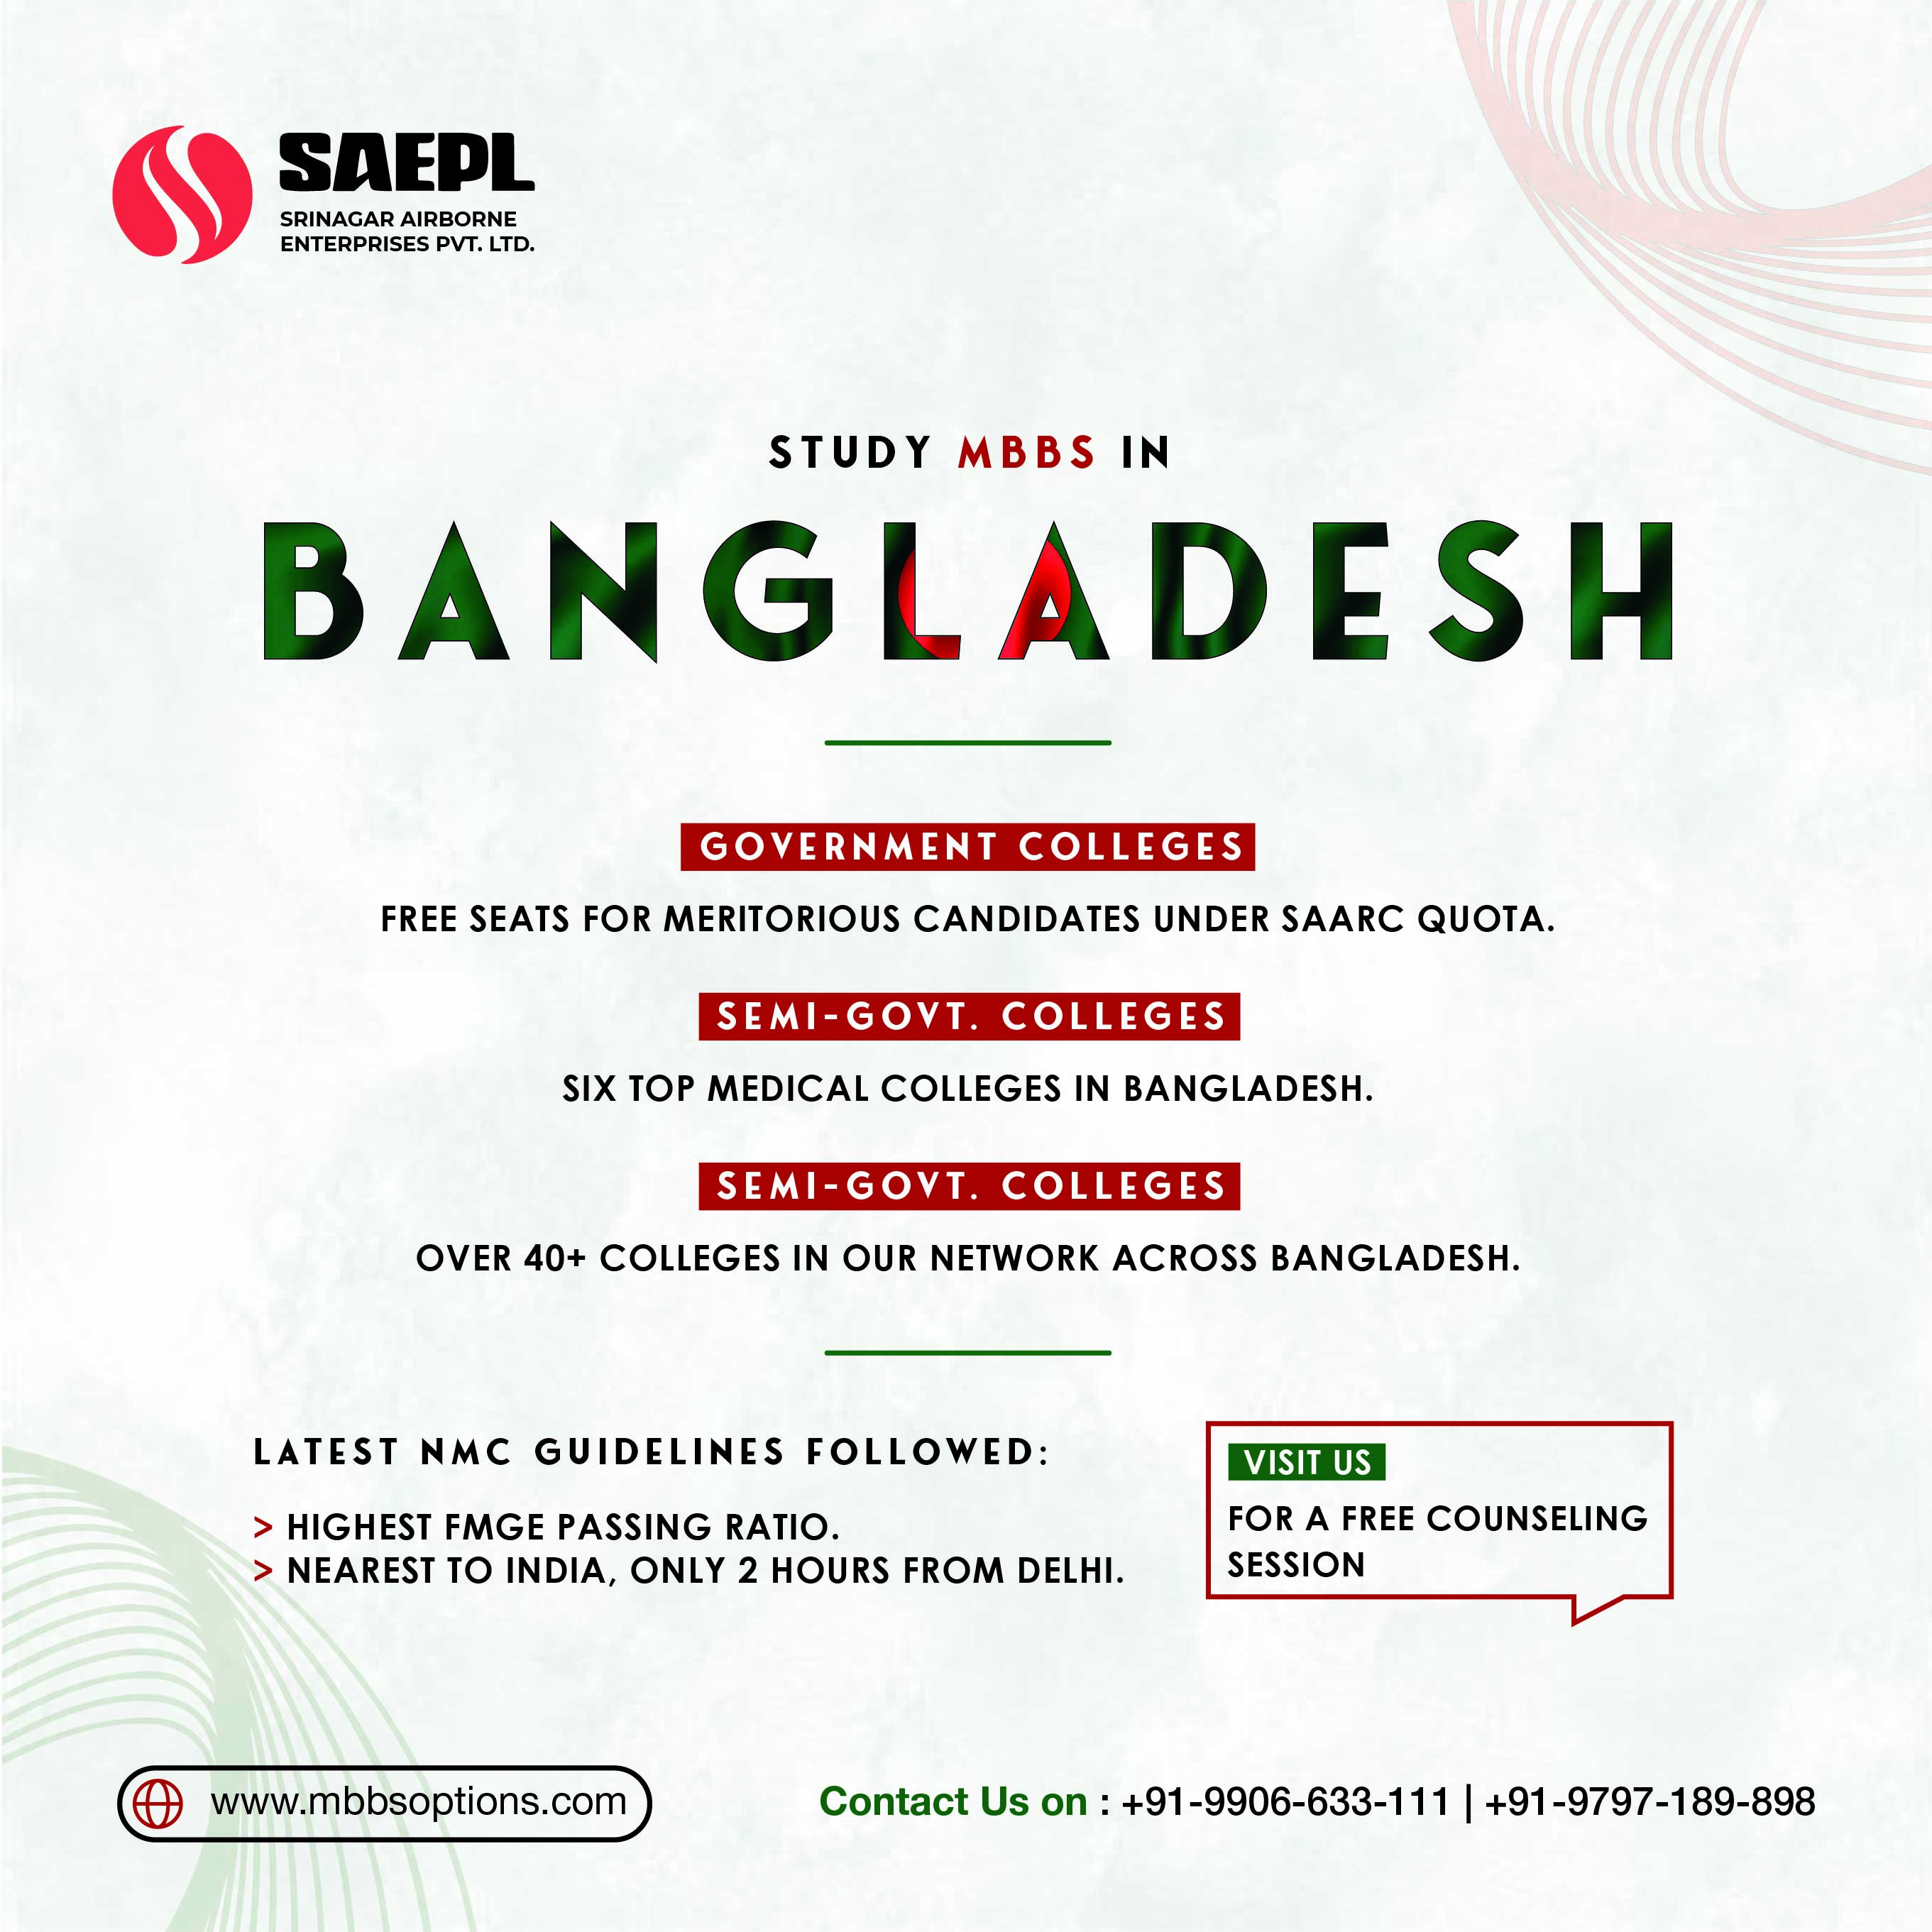 SAEPL
SRINAGAR AIRBORNE
ENTERPRISES PVT. LTD.
STUDY MBBS IN
BANGLADESH
GOVERNMENT COLLEGES
FREE SEATS FOR MERITORIOUS CANDIDATES UNDER SAARC QUOTA.
SEMI-GOVT. COLLEGES
SIX TOP MEDICAL COLLEGES IN BANGLADESH.
SEMI-GOVT. COLLEGES
OVER 40+ COLLEGES IN OUR NETWORK ACROSS BANGLADESH.
LATEST NMC GUIDELINES FOLLOWED:
> HIGHEST FMGE PASSING RATIO.
> NEAREST TO INDIA, ONLY 2 HOURS FROM DELHI.
VISIT US
FOR A FREE COUNSELING
SESSION
www.mbbsoptions.com
Contact Us on : +91-9906-633-111 | +91-9797-189-898